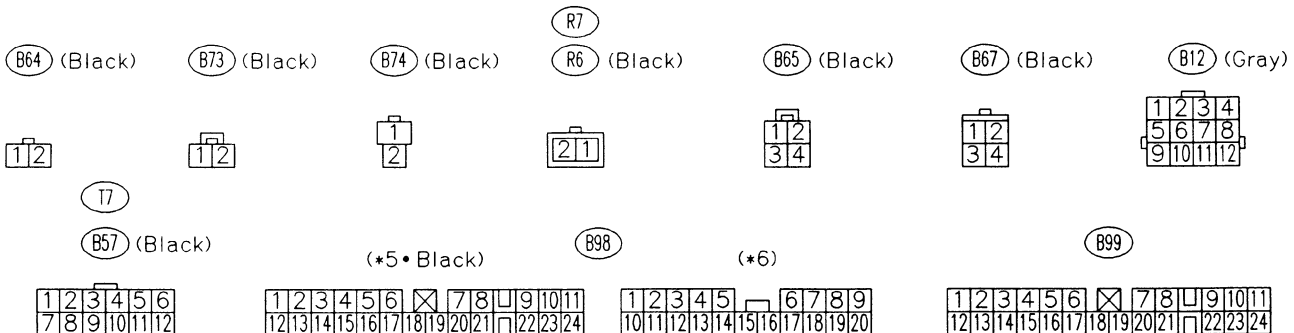 R7
B64 (Black) B73 (Black) B74 (Black) R6 (Black) B65 (Black) B67 (Black) B12 (Gray)
1 2 1 2 1 2 1 1 2 1 2 1 2 3 4
2 3 4 3 4 5 6 7 8
9 10 11 12
T7
B57 (Black) B98 B99
(*5•Black) (*6)
1 2 3 4 5 6 1 2 3 4 5 6 7 8 9 10 11 1 2 3 4 5 6 7 8 9 1 2 3 4 5 6 7 8 9 10 11
7 8 9 10 11 12 12 13 14 15 16 17 18 19 20 21 22 23 24 10 11 12 13 14 15 16 17 18 19 20 12 13 14 15 16 17 18 19 20 21 22 23 24